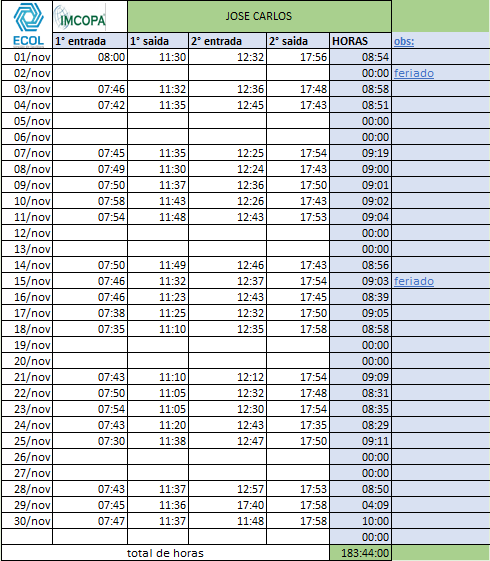 IMCOPA JOSE CARLOS
ECOL 1° entrada 1° saida 2° entrada 2° saida HORAS obs:
01/nov 08:00 11:30 12:32 17:56 08:54
02/nov 00:00 feriado
03/nov 07:46 11:32 12:36 17:48 08:58
04/nov 07:42 11:35 12:45 17:43 08:51
05/nov 00:00
06/nov 00:00
07/nov 07:45 11:35 12:25 17:54 09:19
08/nov 07:49 11:30 12:24 17:43 09:00
09/nov 07:50 11:37 12:36 17:50 09:01
10/nov 07:58 11:43 12:26 17:43 09:02
11/nov 07:54 11:48 12:43 17:53 09:04
12/nov 00:00
13/nov 00:00
14/nov 07:50 11:49 12:46 17:43 08:56
15/nov 07:46 11:32 12:37 17:54 09:03 feriado
16/nov 07:46 11:23 12:43 17:45 08:39
17/nov 07:38 11:25 12:32 17:50 09:05
18/nov 07:35 11:10 12:35 17:58 08:58
19/nov 00:00
20/nov 00:00
21/nov 07:43 11:10 12:12 17:54 09:09
22/nov 07:50 11:05 12:32 17:48 08:31
23/nov 07:54 11:05 12:30 17:54 08:35
24/nov 07:43 11:20 12:43 17:35 08:29
25/nov 07:30 11:38 12:47 17:50 09:11
26/nov 00:00
27/nov 00:00
28/nov 07:43 11:37 12:57 17:53 08:50
29/nov 07:45 11:36 17:40 17:58 04:09
30/nov 07:47 11:37 11:48 17:58 10:00
00:00
total de horas 183:44:00